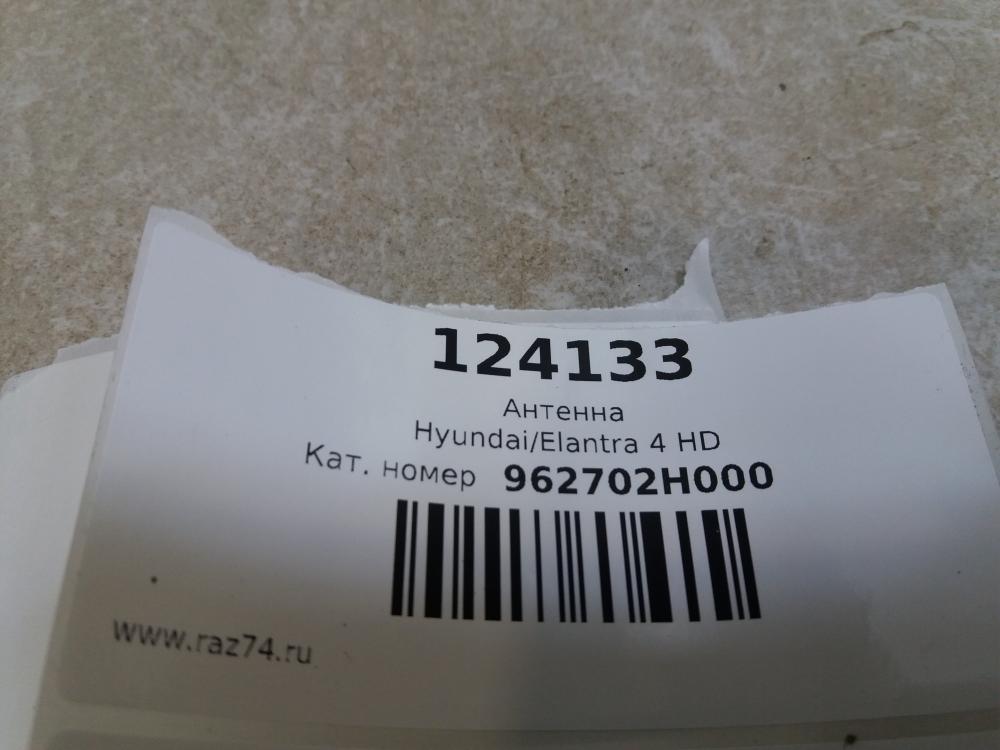 124133
Антенна
Hyundai/Elantra 4 HD
Кат. номер 962702H000
www.raz74.ru